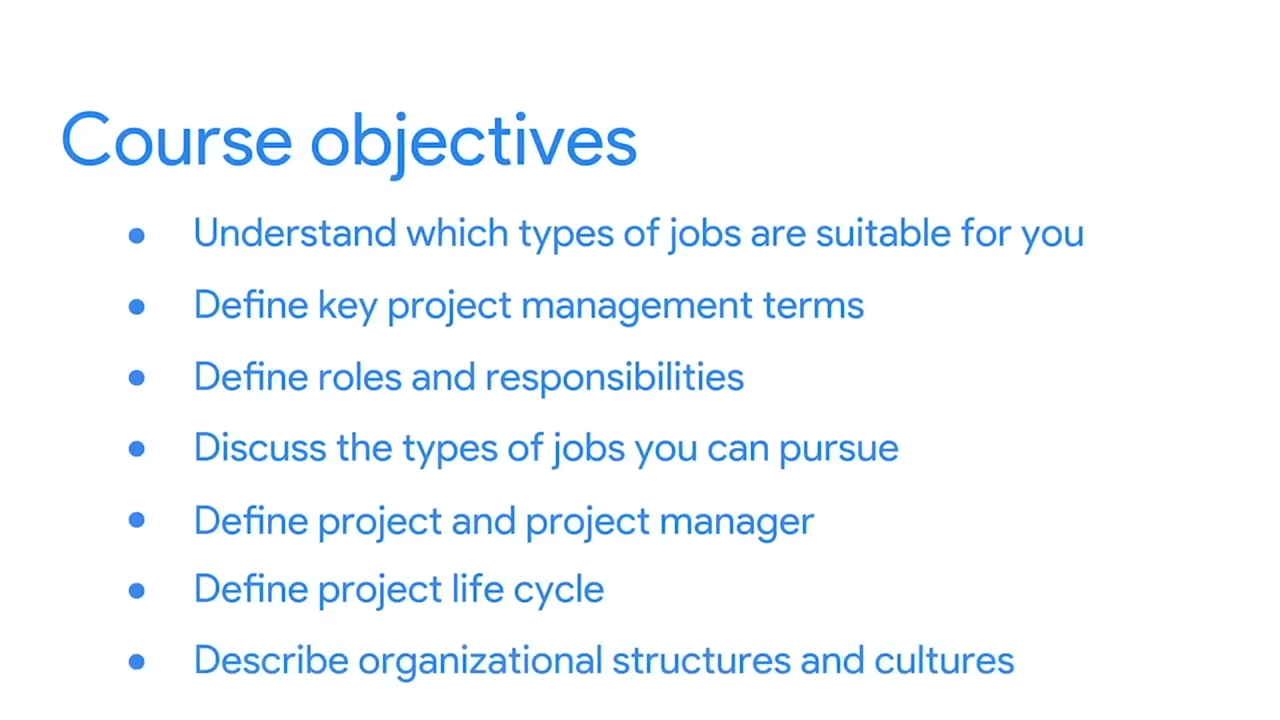 Course objectives
● Understand which types of jobs are suitable for you
● Define key project management terms
● Define roles and responsibilities
● Discuss the types of jobs you can pursue
● Define project and project manager
● Define project life cycle
● Describe organizational structures and cultures